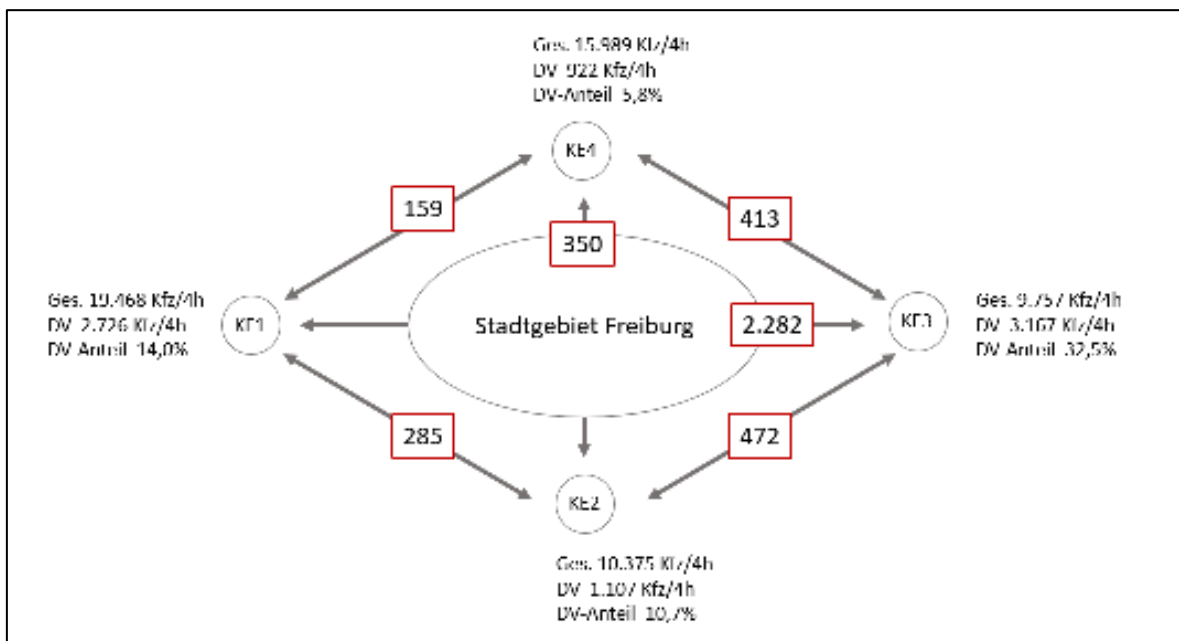 Ges. 15.989 Kfz/4h
DV 922 Kfz/4h
DV-Anteil 5,8%
KE4
159
413
350
Ges. 19.468 Kfz/4h
DV 2.726 Kfz/4h
DV Anteil 14,0%
KE1
Stadtgebiet Freiburg
2.282
KE3
Ges. 9.757 Kfz/4h
DV 3.167 Kfz/4h
DV Anteil 32,5%
285
472
KE2
Ges. 10.375 Kfz/4h
DV 1.107 Kfz/4h
DV-Anteil 10,7%